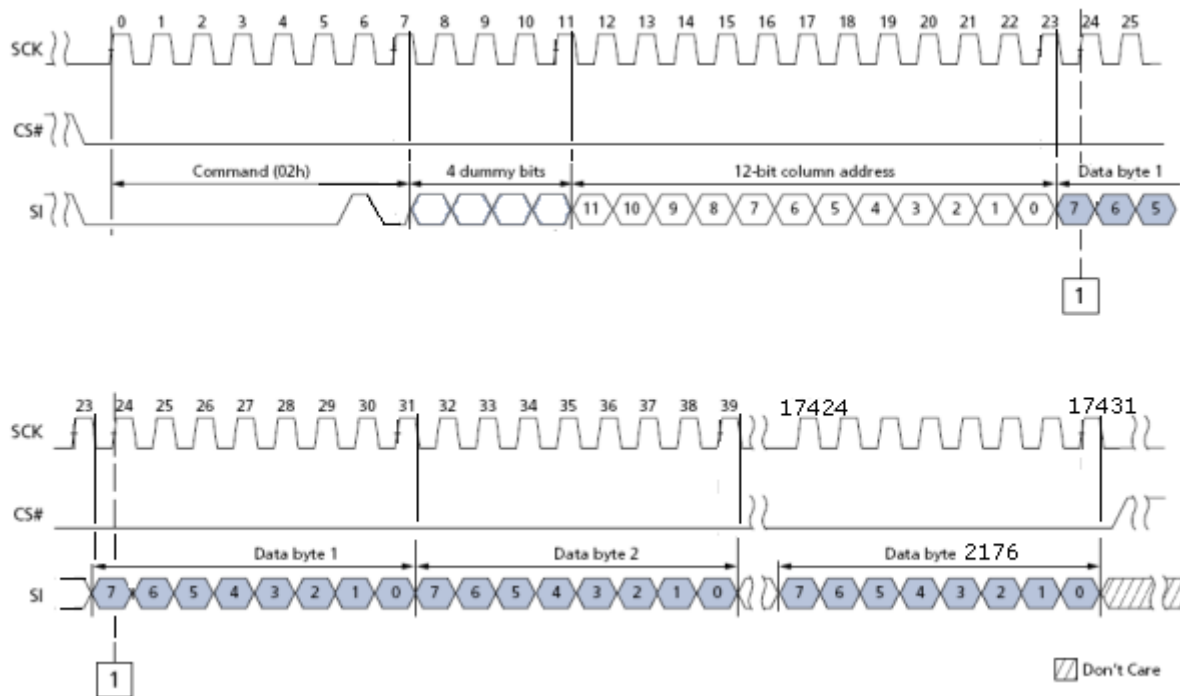 0 1 2 3 4 5 6 7 8 9 10 11 12 13 14 15 16 17 18 19 20 21 22 23 24 25
SCK
CS#
Command (02h) 4 dummy bits 12-bit column address Data byte 1
SI 11 10 9 8 7 6 5 4 3 2 1 0 7 6 5
1
23 24 25 26 27 28 29 30 31 32 33 34 35 36 37 38 39 17424 17431
SCK
CS#
Data byte 1 Data byte 2 Data byte 2176
SI 7 6 5 4 3 2 1 0 7 6 5 4 3 2 1 0 7 6 5 4 3 2 1 0
1
Don't Care